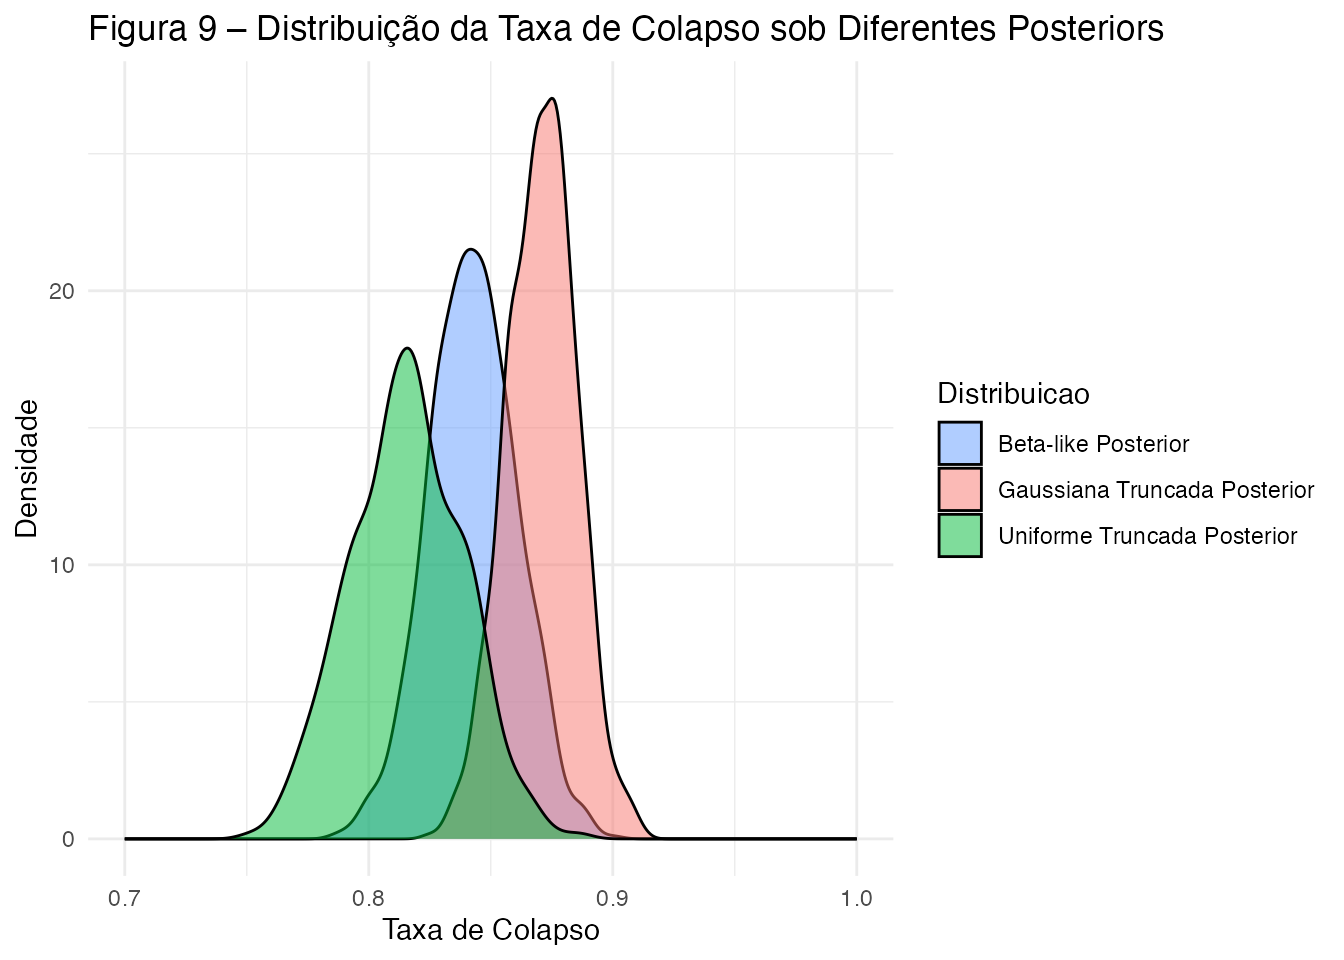 Figura 9 – Distribuição da Taxa de Colapso sob Diferentes Posteriors
Densidade
20
10
0
0.7
0.8
0.9
1.0
Taxa de Colapso
Distribuicao
Beta-like Posterior
Gaussiana Truncada Posterior
Uniforme Truncada Posterior